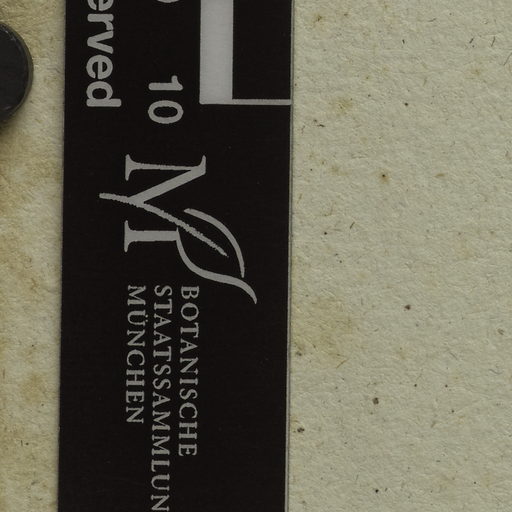 erved
10
M
BOTANISCHE
STAATSSAMMLUN
MÜNCHEN